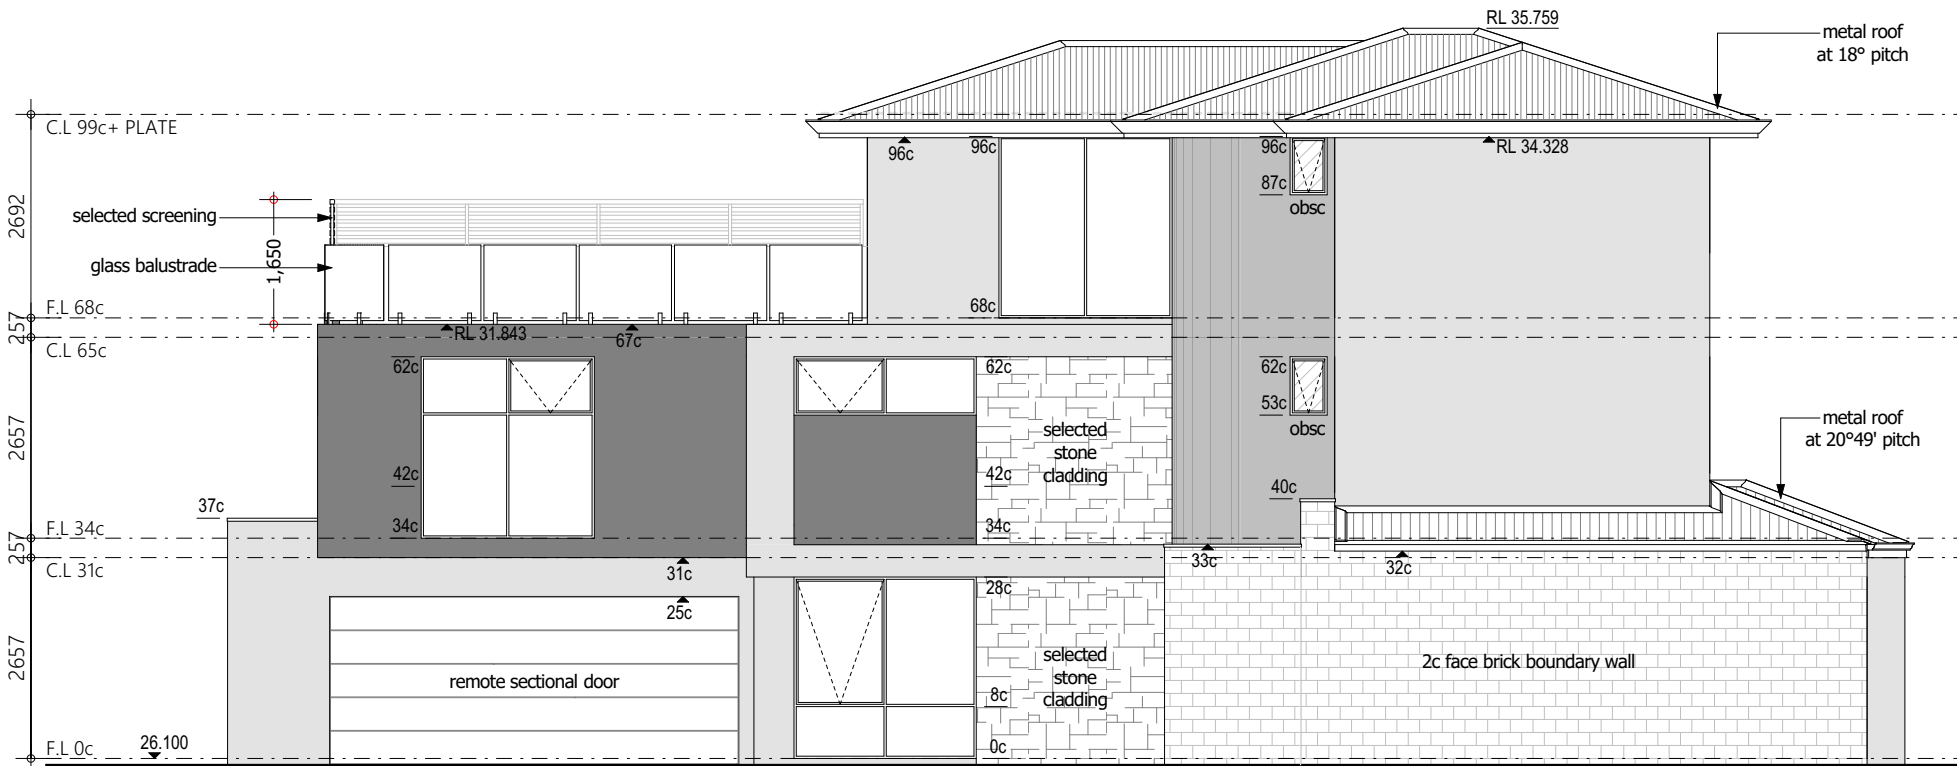 RL 35.759
metal roof
at 18° pitch
C.L 99c+ PLATE
96c
96c
96c
RL 34.328
87c
obsc
2692
selected screening
1,650
glass balustrade
F.L 68c
68c
257
RL 31.843
67c
C.L 65c
62c
62c
62c
53c
obsc
metal roof
at 20°49' pitch
selected
stone
cladding
2657
42c
42c
40c
37c
34c
34c
F.L 34c
257
C.L 31c
31c
33c
32c
28c
25c
2657
selected
stone
cladding
2c face brick boundary wall
remote sectional door
8c
F.L 0c
26.100
0c